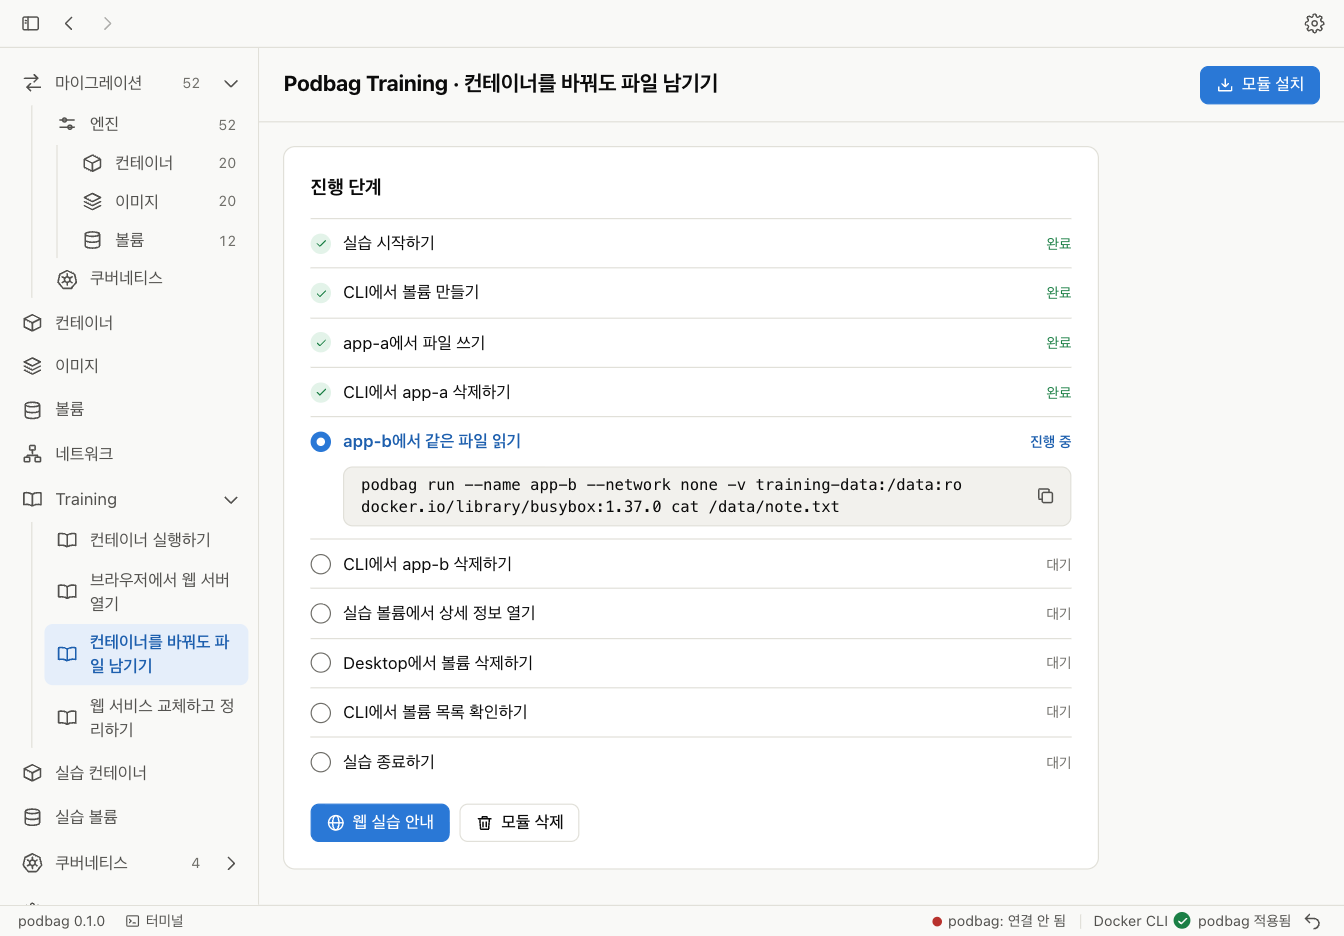 마이그레이션 52
엔진 52
컨테이너 20
이미지 20
볼륨 12
쿠버네티스
컨테이너
이미지
볼륨
네트워크
Training
컨테이너 실행하기
브라우저에서 웹 서버
열기
컨테이너를 바꿔도 파
일 남기기
웹 서비스 교체하고 정
리하기
실습 컨테이너
실습 볼륨
쿠버네티스 4
Podbag Training · 컨테이너를 바꿔도 파일 남기기
모듈 설치
진행 단계
실습 시작하기 완료
CLI에서 볼륨 만들기 완료
app-a에서 파일 쓰기 완료
CLI에서 app-a 삭제하기 완료
app-b에서 같은 파일 읽기 진행 중
podbag run --name app-b --network none -v training-data:/data:ro
docker.io/library/busybox:1.37.0 cat /data/note.txt
CLI에서 app-b 삭제하기 대기
실습 볼륨에서 상세 정보 열기 대기
Desktop에서 볼륨 삭제하기 대기
CLI에서 볼륨 목록 확인하기 대기
실습 종료하기 대기
웹 실습 안내 모듈 삭제
podbag 0.1.0 터미널 podbag: 연결 안 됨 Docker CLI podbag 적용됨